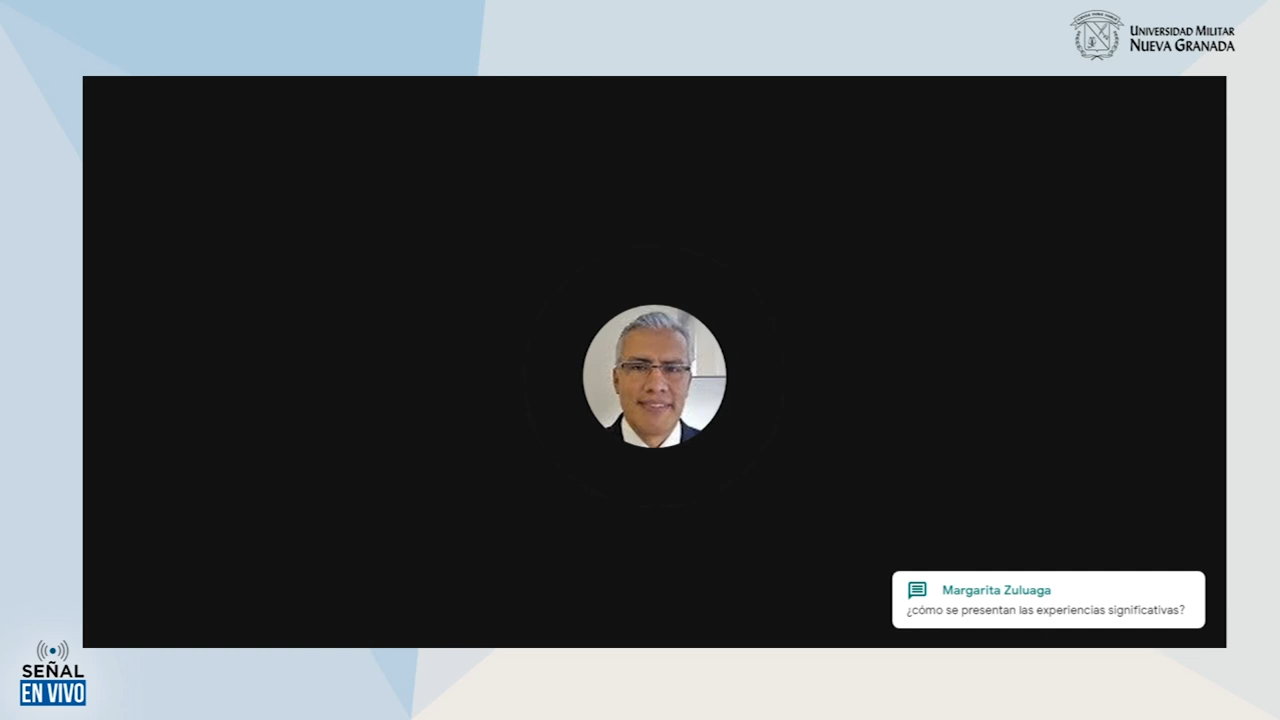 UNIVERSIDAD MILITAR
NUEVA GRANADA
Margarita Zuluaga
¿cómo se presentan las experiencias significativas?
SEÑAL
EN VIVO